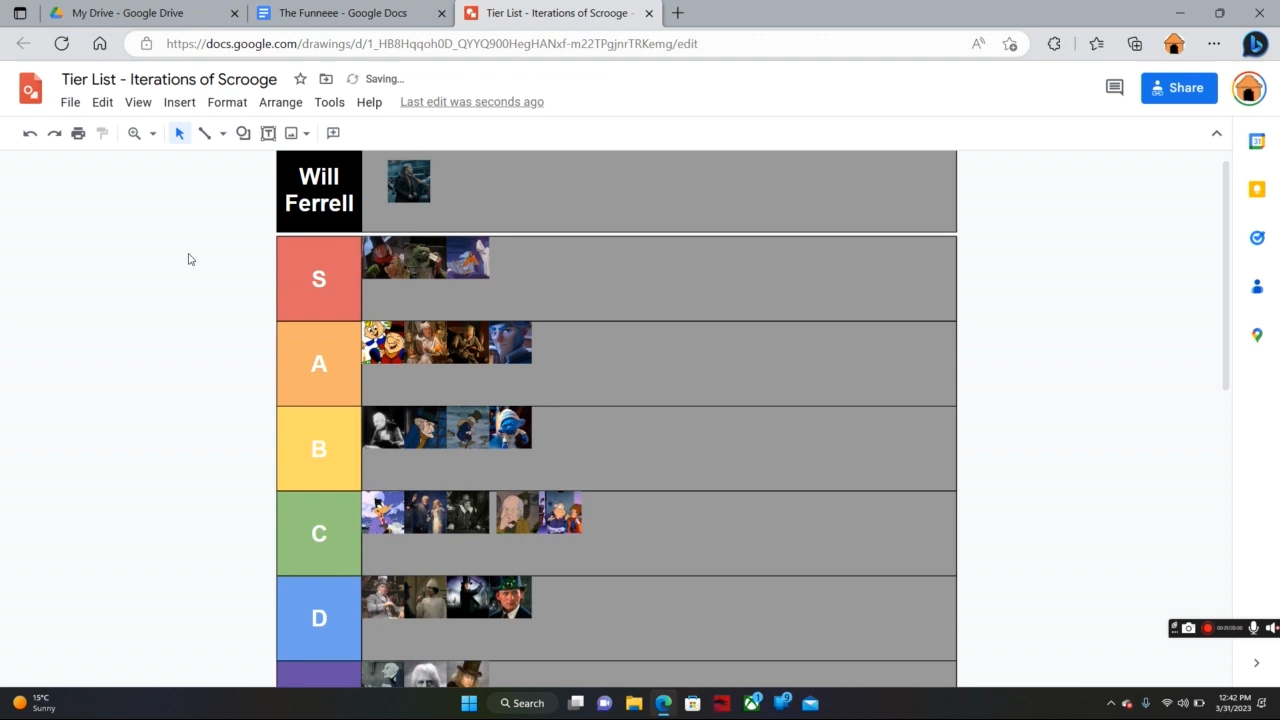 My Drive - Google Drive
The Funneee - Google Docs
Tier List - Iterations of Scrooge -
https://docs.google.com/drawings/d/1_HB8Hqqoh0D_QYYQ900HegHANxf-m22TPgjnrTRKemg/edit
Tier List - Iterations of Scrooge
Saving...
File Edit View Insert Format Arrange Tools Help Last edit was seconds ago
Share
Will
Ferrell
S
A
B
C
D
15°C
Sunny
Search
12:42 PM
3/31/2023